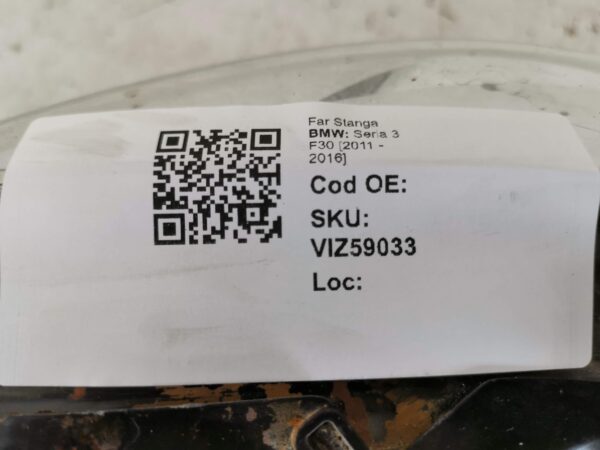 Far Stanga
BMW: Seria 3
F30 [2011 -
2016]
Cod OE:
SKU:
VIZ59033
Loc: